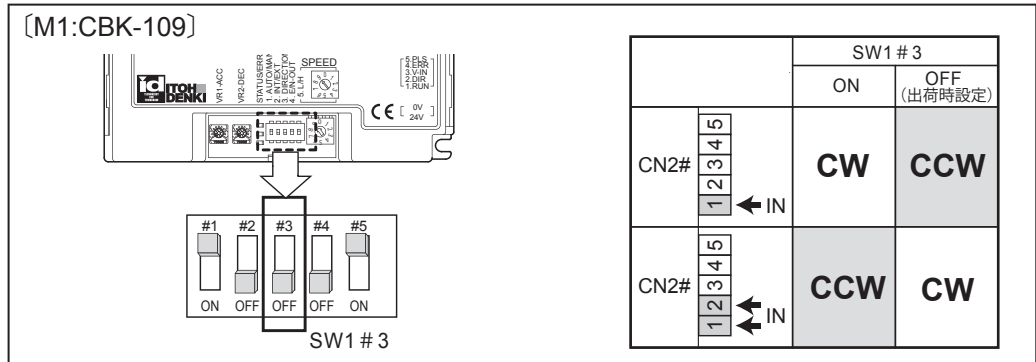 〔M1:CBK-109〕
ITOH
DENKI
VR1-ACC
VR2-DEC
STATUS/ERR
1. AUTO/MAN
2. INT/EXT
3. DIRECTION
4. E/N-OUT
5. L/H
SPEED
5.PLS
4.ERR
3.V-IN
2.DIR
1.RUN
CE
0V
24V
#1 #2 #3 #4 #5
ON OFF OFF OFF ON
SW1#3
SW1#3
ON OFF
(出荷時設定)
CN2# 5 4 3 2 1 IN CW CCW
CN2# 5 4 3 2 1 IN CCW CW